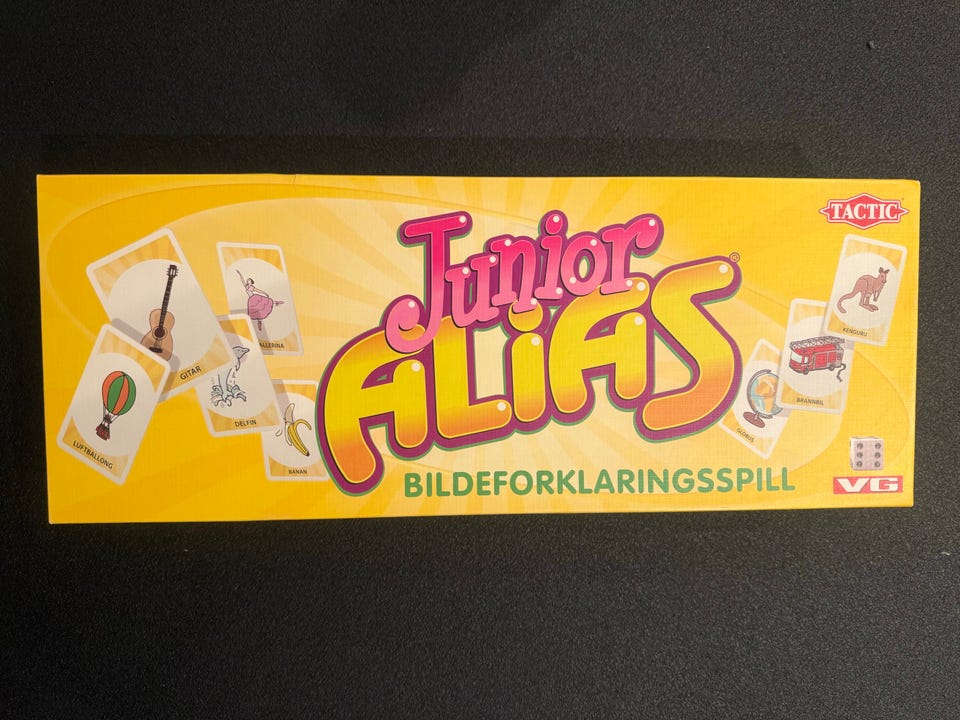 TACTIC
Junior
ALiAS®
BILDEFORKLARINGSSPILL
GITAR
BALLERINA
LUFTBALLONG
DELFIN
BANAN
KENGURU
BRANNBIL
GLOBUS
VG